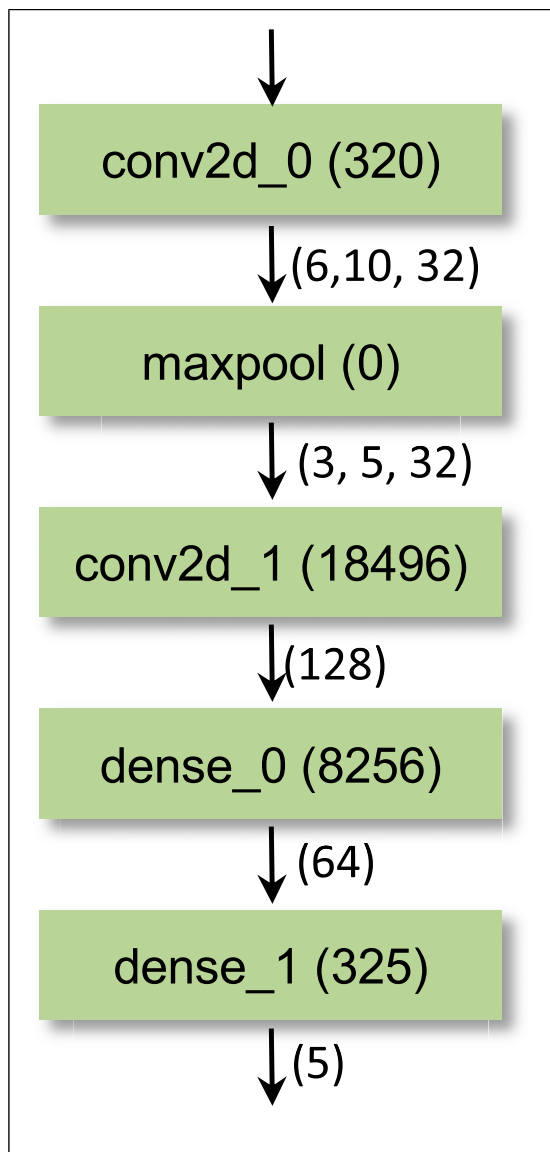 conv2d_0 (320)
(6,10, 32)
maxpool (0)
(3, 5, 32)
conv2d_1 (18496)
(128)
dense_0 (8256)
(64)
dense_1 (325)
(5)